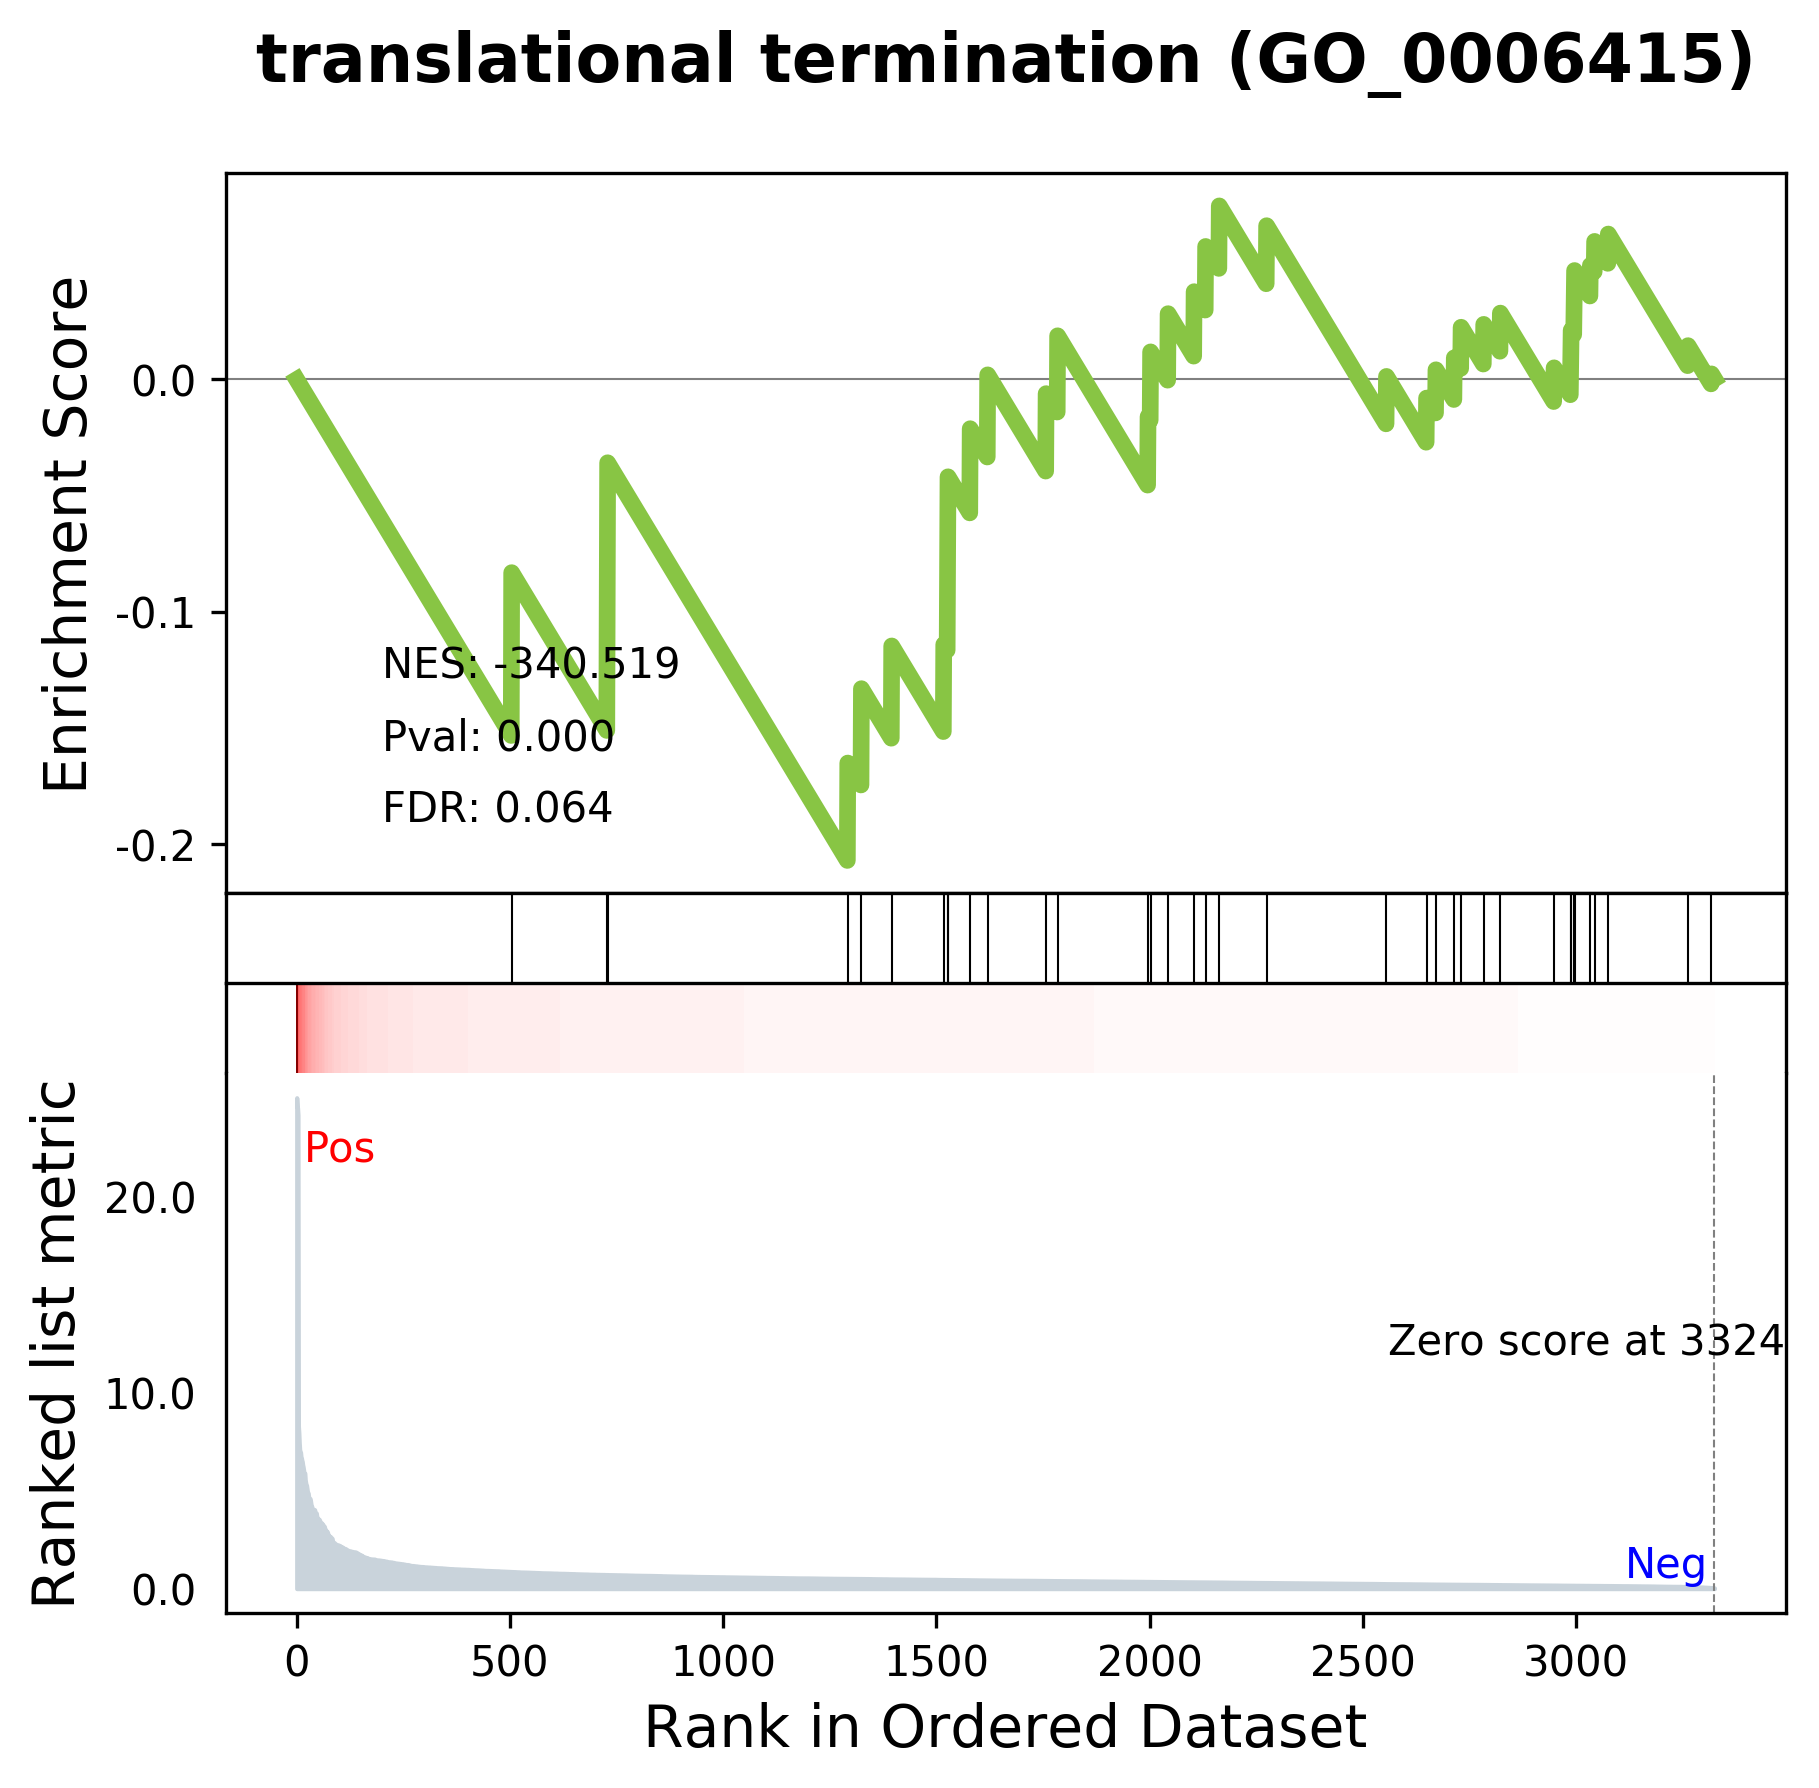 translational termination (GO_0006415)
Enrichment Score
0.0
-0.1
-0.2
NES: -340.519
Pval: 0.000
FDR: 0.064
Ranked list metric
20.0
10.0
0.0
Pos
Zero score at 3324
Neg
0 500 1000 1500 2000 2500 3000
Rank in Ordered Dataset